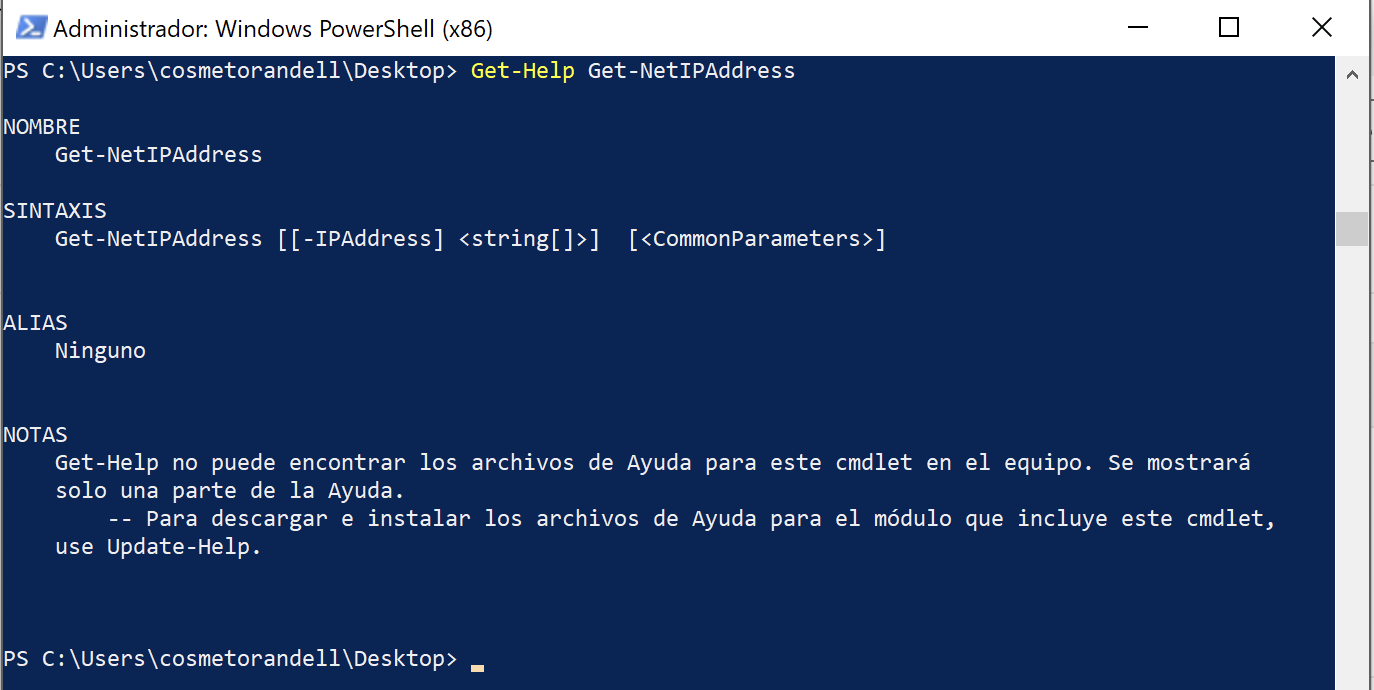 Administrador: Windows PowerShell (x86)
PS C:\Users\cosmetorandell\Desktop> Get-Help Get-NetIPAddress
NOMBRE
    Get-NetIPAddress
SINTAXIS
    Get-NetIPAddress [[-IPAddress] <string[]>]  [<CommonParameters>]
ALIAS
    Ninguno
NOTAS
    Get-Help no puede encontrar los archivos de Ayuda para este cmdlet en el equipo. Se mostrará
    solo una parte de la Ayuda.
        -- Para descargar e instalar los archivos de Ayuda para el módulo que incluye este cmdlet,
    use Update-Help.
PS C:\Users\cosmetorandell\Desktop>